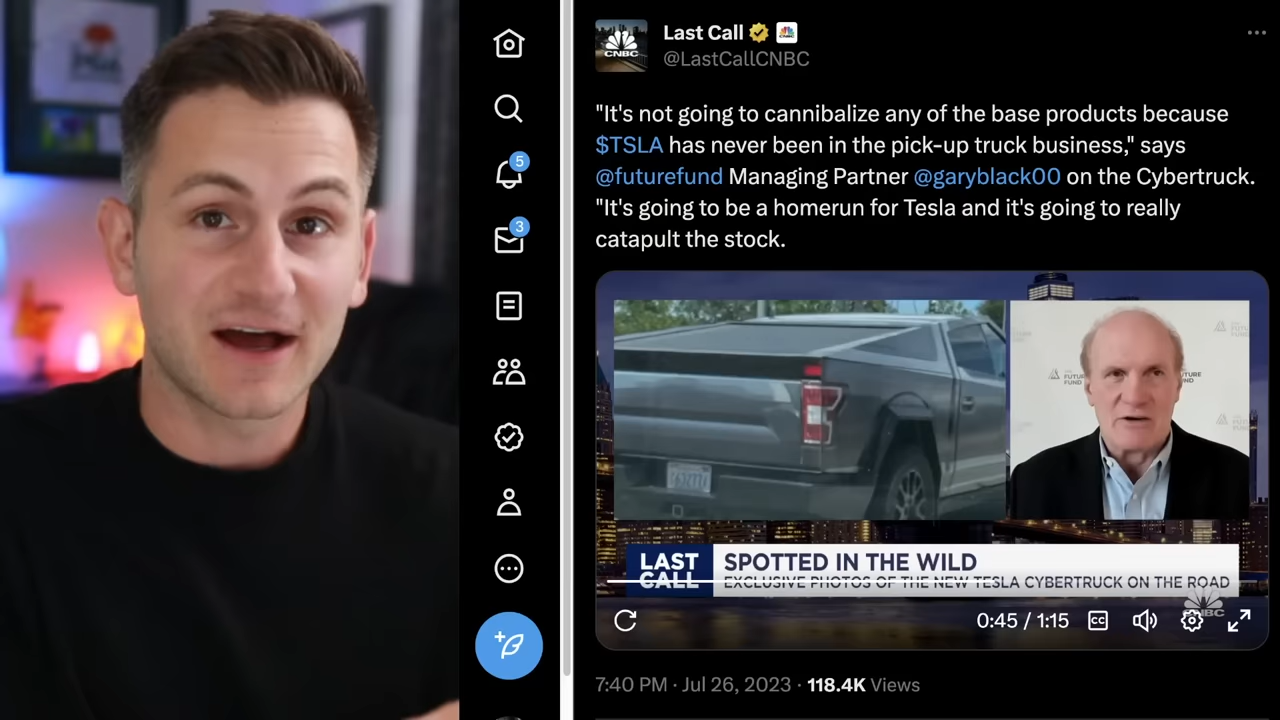 Last Call
@LastCallCNBC
CNBC
"It's not going to cannibalize any of the base products because
$TSLA has never been in the pick-up truck business," says
@futurefund Managing Partner @garyblack00 on the Cybertruck.
"It's going to be a homerun for Tesla and it's going to really
catapult the stock.
5
3
FUTURE
FUND
LAST
CALL
SPOTTED IN THE WILD
EXCLUSIVE PHOTOS OF THE NEW TESLA CYBERTRUCK ON THE ROAD
0:45 / 1:15
CC
7:40 PM · Jul 26, 2023 · 118.4K Views